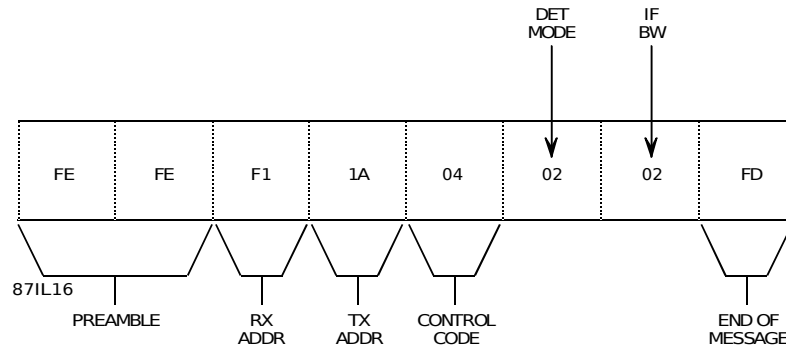 DET
MODE
IF
BW
FE FE F1 1A 04 02 02 FD
87IL16
PREAMBLE
RX
ADDR
TX
ADDR
CONTROL
CODE
END OF
MESSAGE